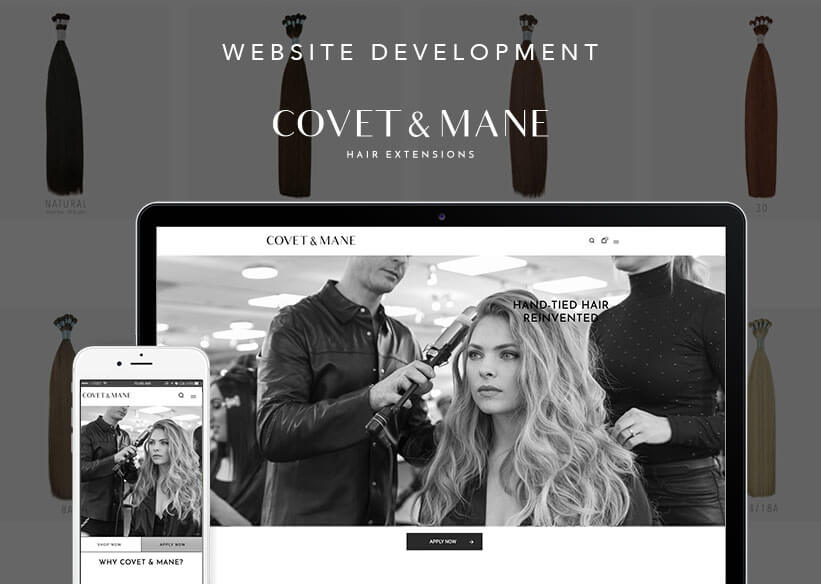 WEBSITE DEVELOPMENT
COVET & MANE
HAIR EXTENSIONS
NATURAL
30
COVET & MANE
HAND-TIED HAIR
REINVENTED
COVET & MANE
8A
/18A
SHOP NOW
APPLY NOW
APPLY NOW
WHY COVET & MANE?